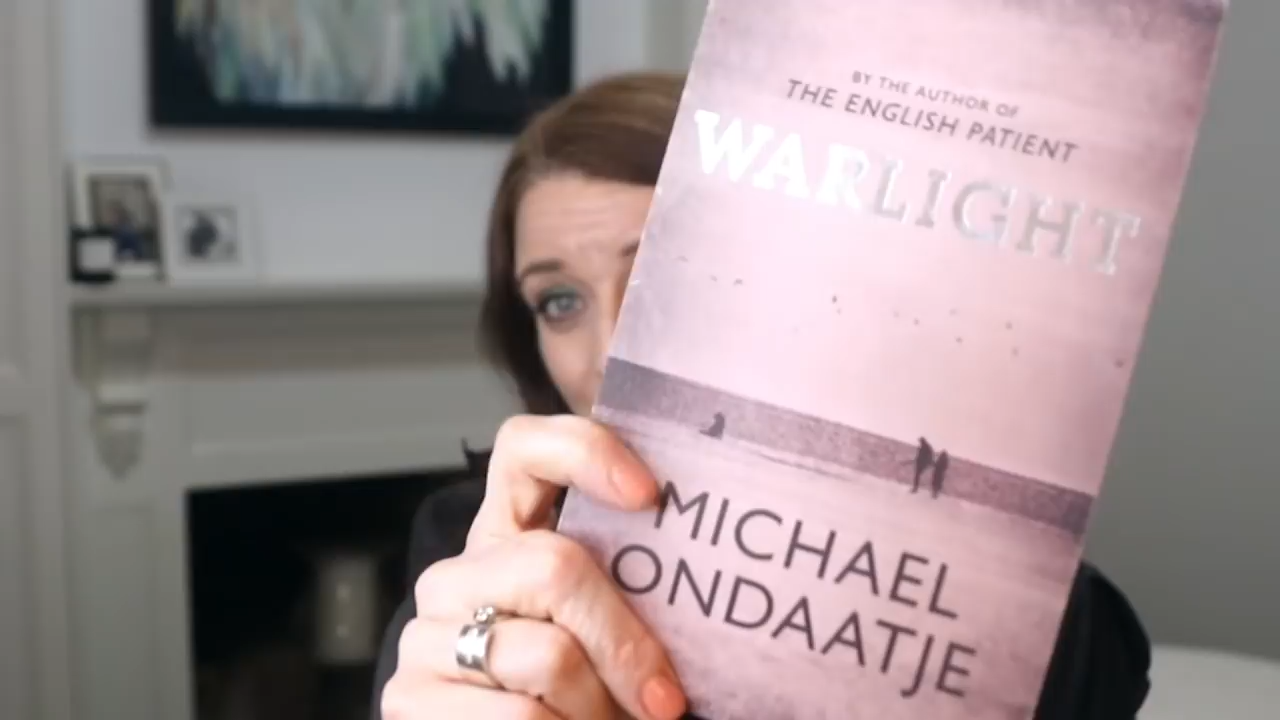 BY THE AUTHOR OF
THE ENGLISH PATIENT
WARLIGHT
MICHAEL
ONDAATJE